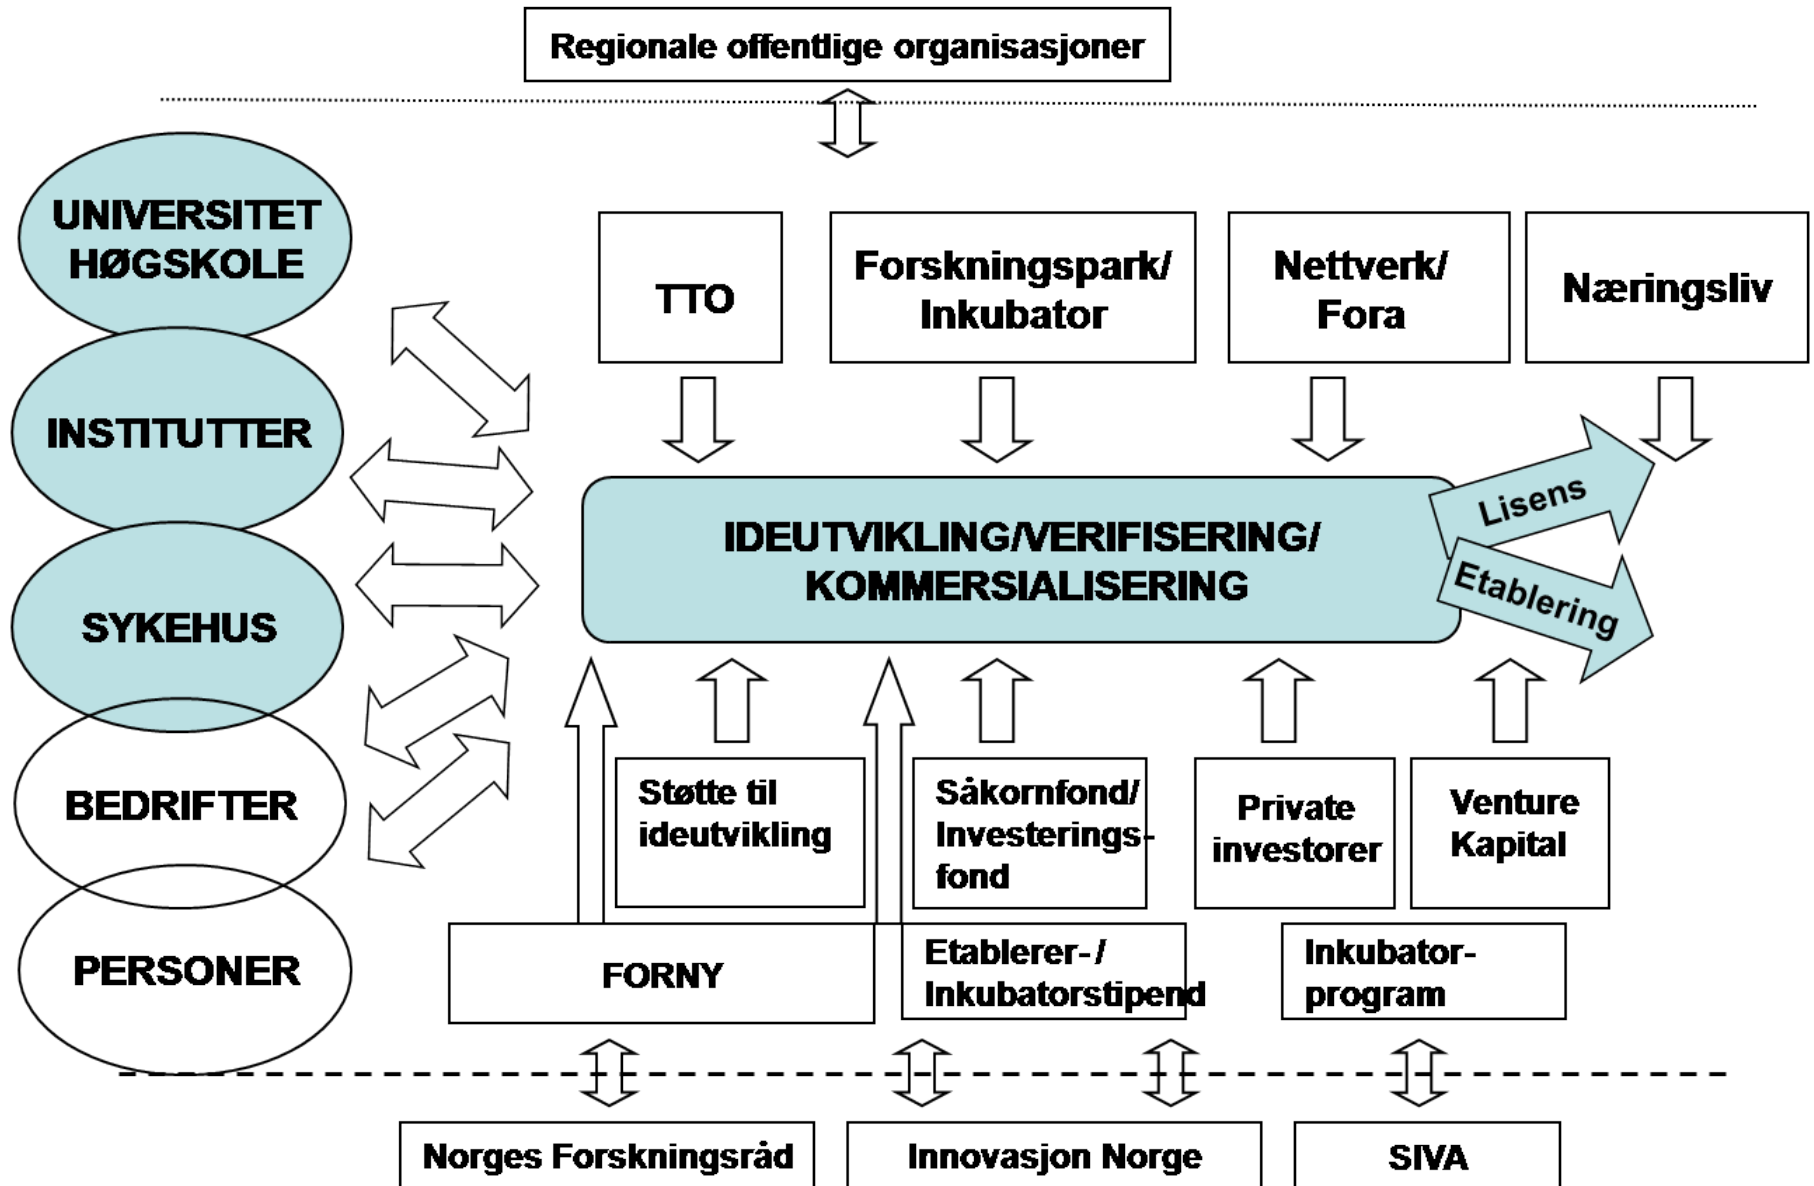 Regionale offentlige organisasjoner
UNIVERSITET
HØGSKOLE
INSTITUTTER
SYKEHUS
BEDRIFTER
PERSONER
TTO
Forskningspark/
Inkubator
Nettverk/
Fora
Næringsliv
IDEUTVIKLING/VERIFISERING/
KOMMERSIALISERING
Lisens
Etablering
Støtte til
ideutvikling
Såkornfond/
Investerings-
fond
Private
investorer
Venture
Kapital
FORNY
Etablerer-/
Inkubatorstipend
Inkubator-
program
Norges Forskningsråd
Innovasjon Norge
SIVA